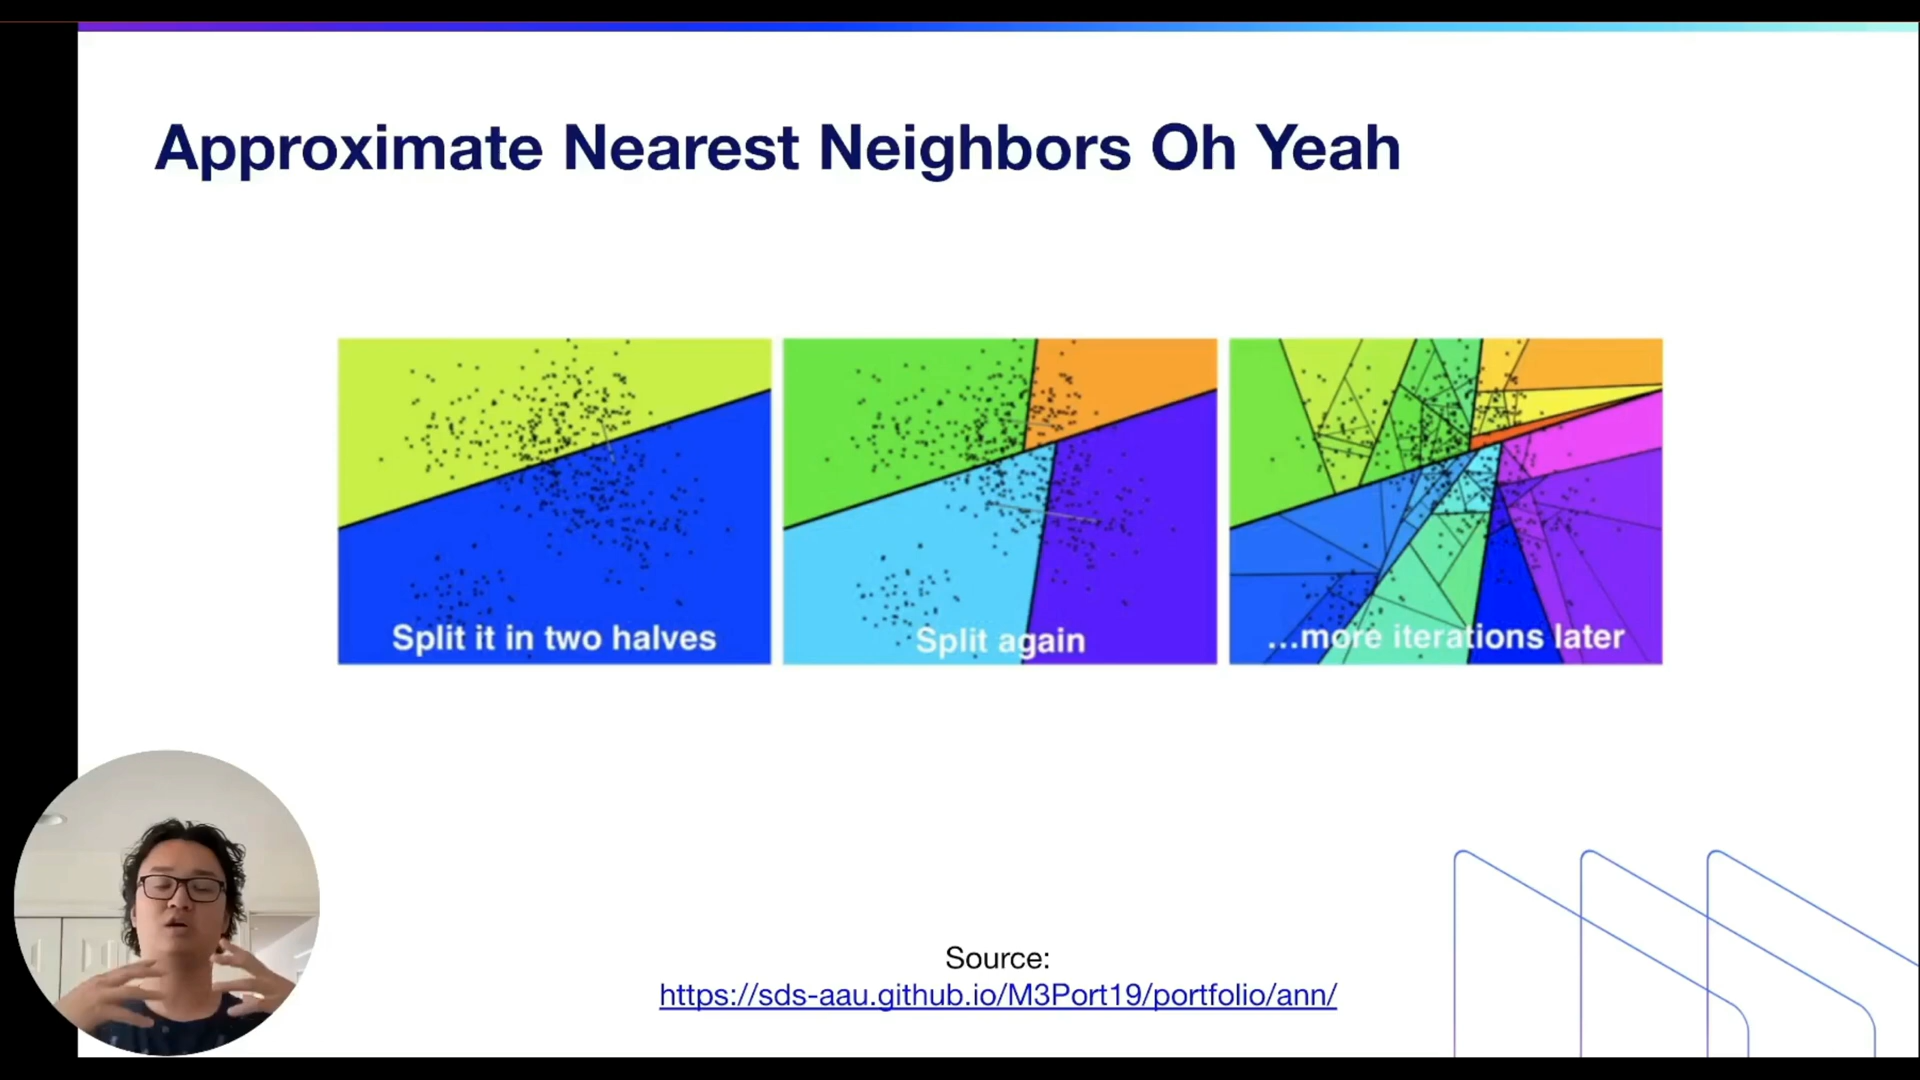 Approximate Nearest Neighbors Oh Yeah
Split it in two halves
Split again
...more iterations later
Source:
https://sds-aau.github.io/M3Port19/portfolio/ann/